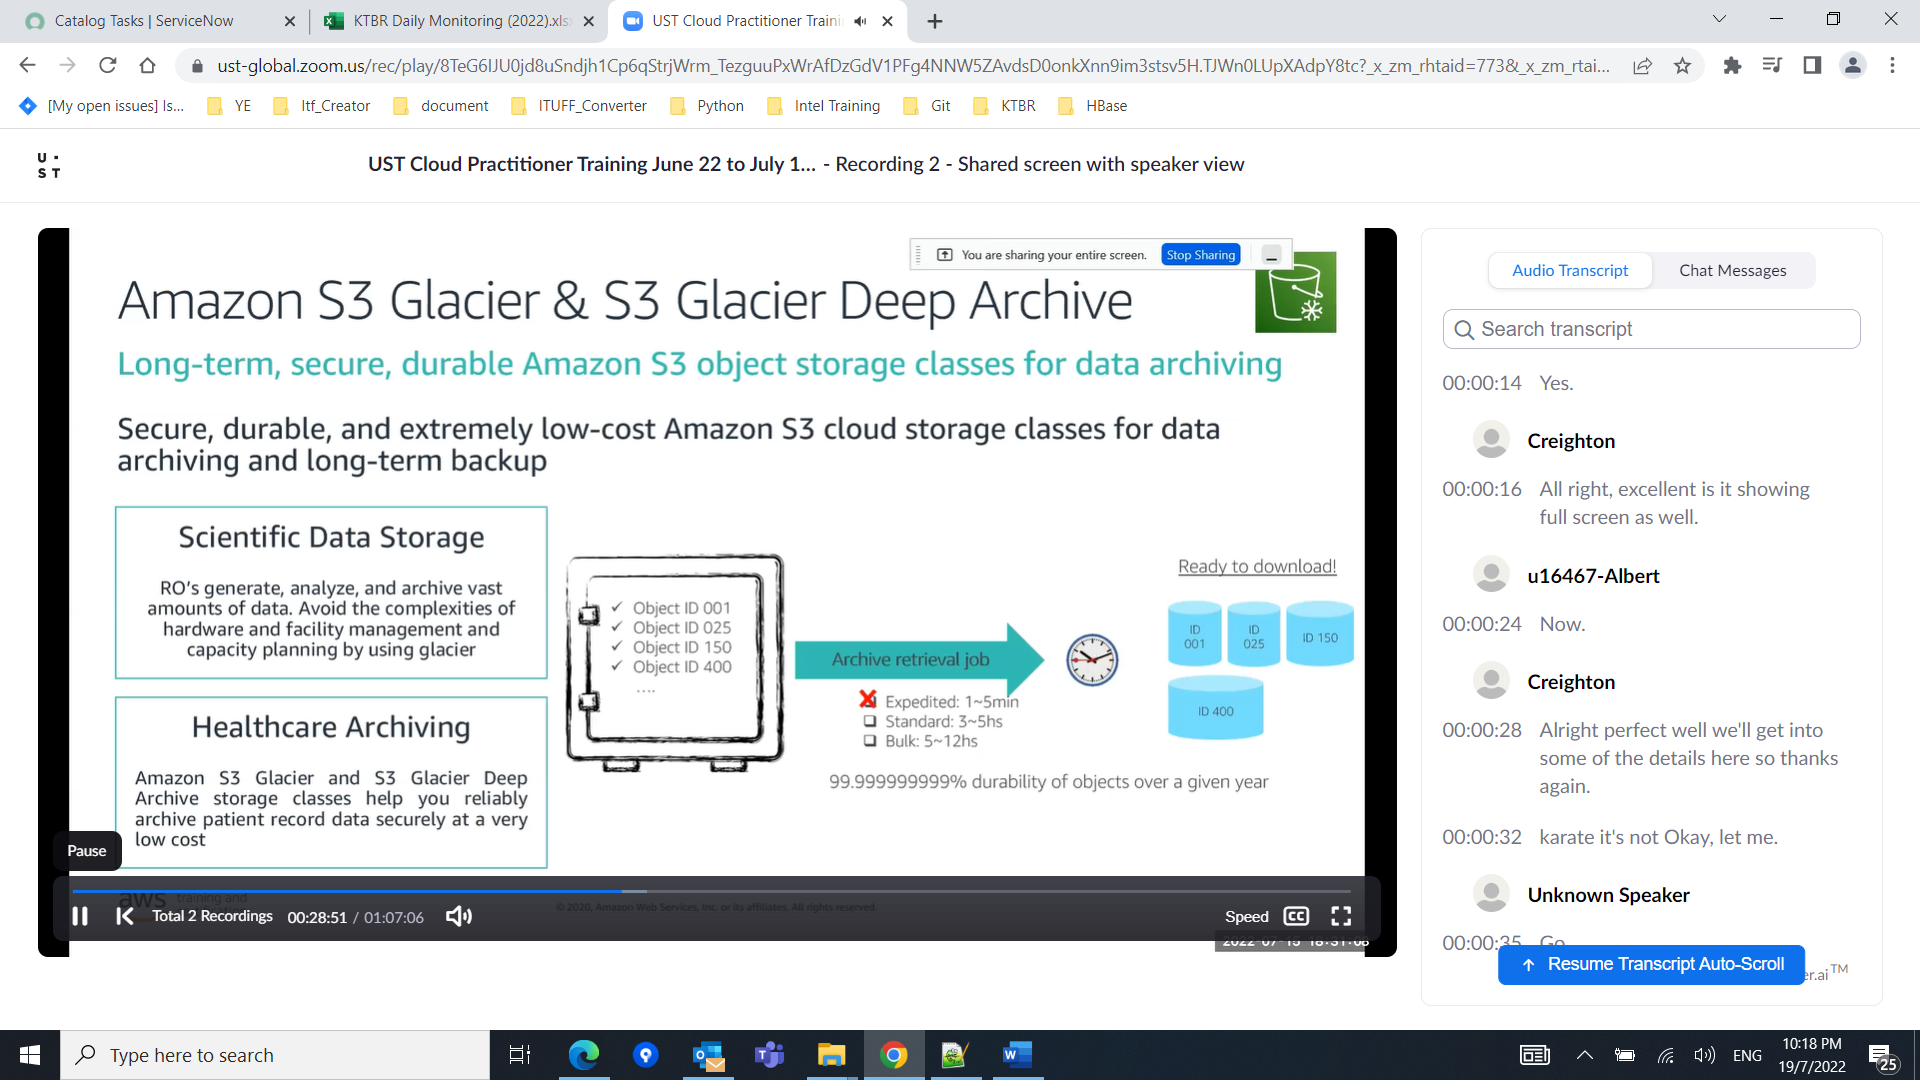 Catalog Tasks | ServiceNow
KTBR Daily Monitoring (2022).xls
UST Cloud Practitioner Traini
ust-global.zoom.us/rec/play/8TeG6IJU0jd8uSndjh1Cp6qStrjWrm_TezguuPxWrAfDzGdV1PFg4NNW5ZAvdsD0onkXnn9im3stsv5H.TJWn0LUpXAdpY8tc?_x_zm_rhtaid=773&_x_zm_rtai...
[My open issues] Is...
YE
Itf_Creator
document
ITUFF_Converter
Python
Intel Training
Git
KTBR
HBase
U·
ST
UST Cloud Practitioner Training June 22 to July 1... - Recording 2 - Shared screen with speaker view
You are sharing your entire screen. Stop Sharing
Amazon S3 Glacier & S3 Glacier Deep Archive
Long-term, secure, durable Amazon S3 object storage classes for data archiving
Secure, durable, and extremely low-cost Amazon S3 cloud storage classes for data
archiving and long-term backup
Scientific Data Storage
RO's generate, analyze, and archive vast
amounts of data. Avoid the complexities of
hardware and facility management and
capacity planning by using glacier
Healthcare Archiving
Amazon S3 Glacier and S3 Glacier Deep
Archive storage classes help you reliably
archive patient record data securely at a very
low cost
✓ Object ID 001
✓ Object ID 025
✓ Object ID 150
✓ Object ID 400
....
Archive retrieval job
Expedited: 1~5min
Standard: 3~5hs
Bulk: 5~12hs
Ready to download!
ID
001
ID
025
ID 150
ID 400
99.999999999% durability of objects over a given year
Pause
aws training and
© 2020, Amazon Web Services, Inc. or its affiliates. All rights reserved.
Total 2 Recordings
00:28:51 / 01:07:06
Speed
CC
2022-07-15 18:31:08
Audio Transcript
Chat Messages
Search transcript
00:00:14 Yes.
Creighton
00:00:16 All right, excellent is it showing
full screen as well.
u16467-Albert
00:00:24 Now.
Creighton
00:00:28 Alright perfect well we'll get into
some of the details here so thanks
again.
00:00:32 karate it's not Okay, let me.
Unknown Speaker
00:00:35 Go
Resume Transcript Auto-Scroll
er.ai™
Type here to search
ENG
10:18 PM
19/7/2022
25